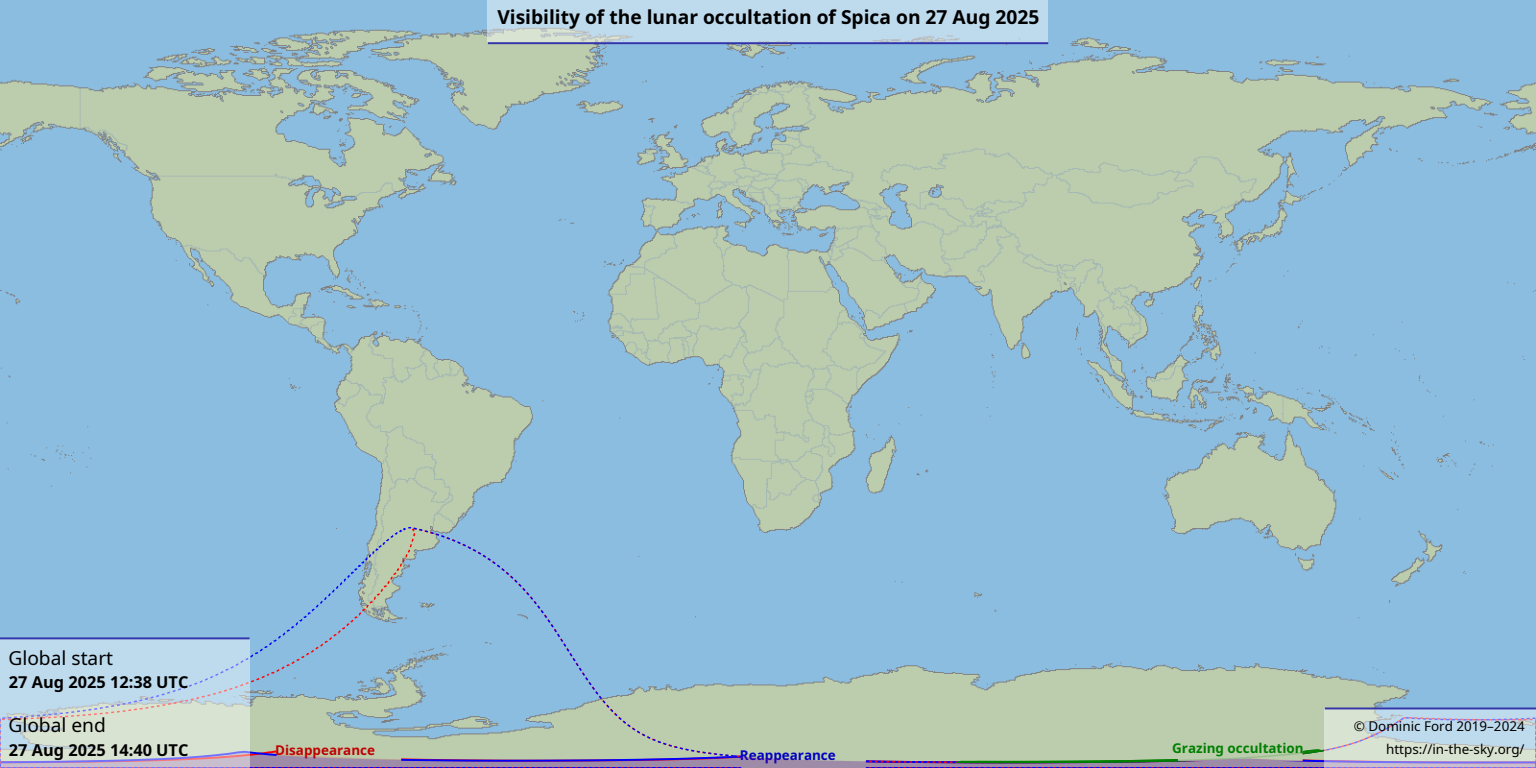 Visibility of the lunar occultation of Spica on 27 Aug 2025
Global start
27 Aug 2025 12:38 UTC
Global end
27 Aug 2025 14:40 UTC
Disappearance
Reappearance
Grazing occultation
© Dominic Ford 2019–2024
https://in-the-sky.org/